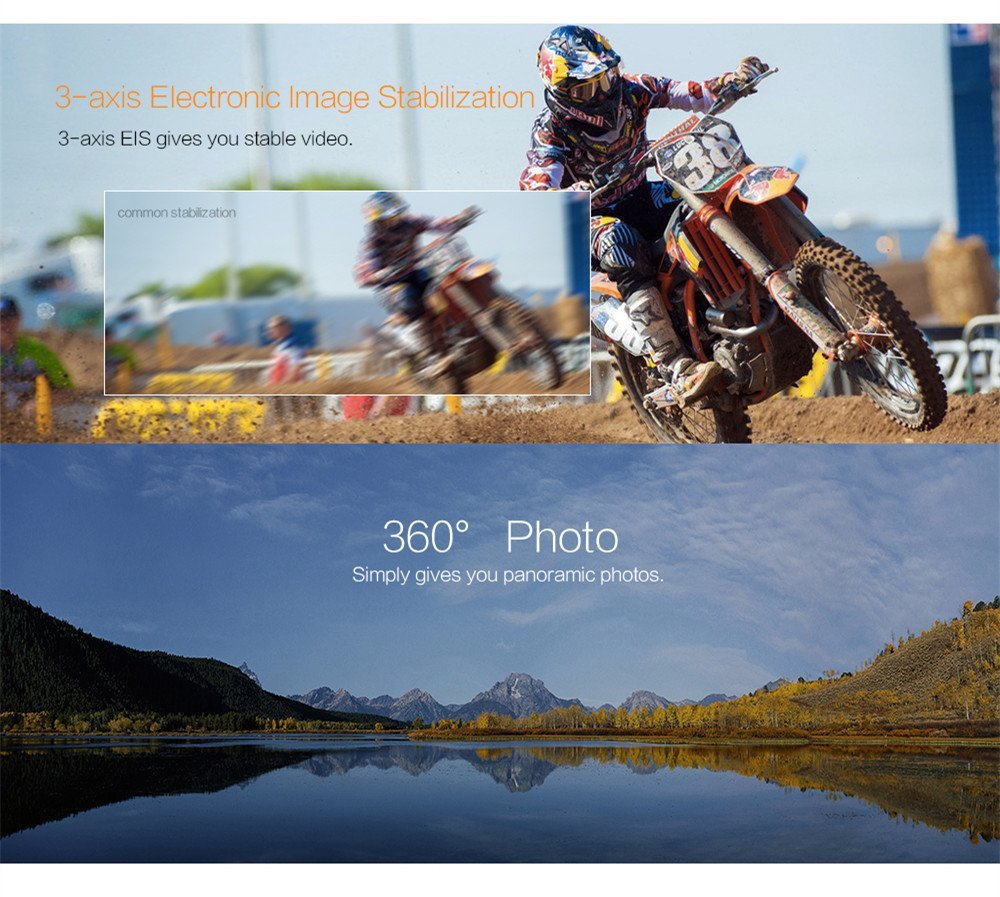 3-axis Electronic Image Stabilization
3-axis EIS gives you stable video.
common stabilization
38
360° Photo
Simply gives you panoramic photos.